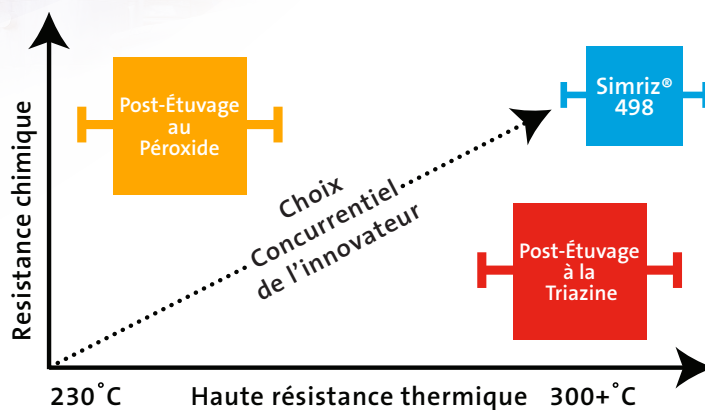 Resistance chimique
Post-Étuvage
au
Péroxide
Simriz®
498
Choix
Concurrentiel
de l'innovateur
Post-Étuvage
à la
Triazine
230°C
Haute résistance thermique
300+°C